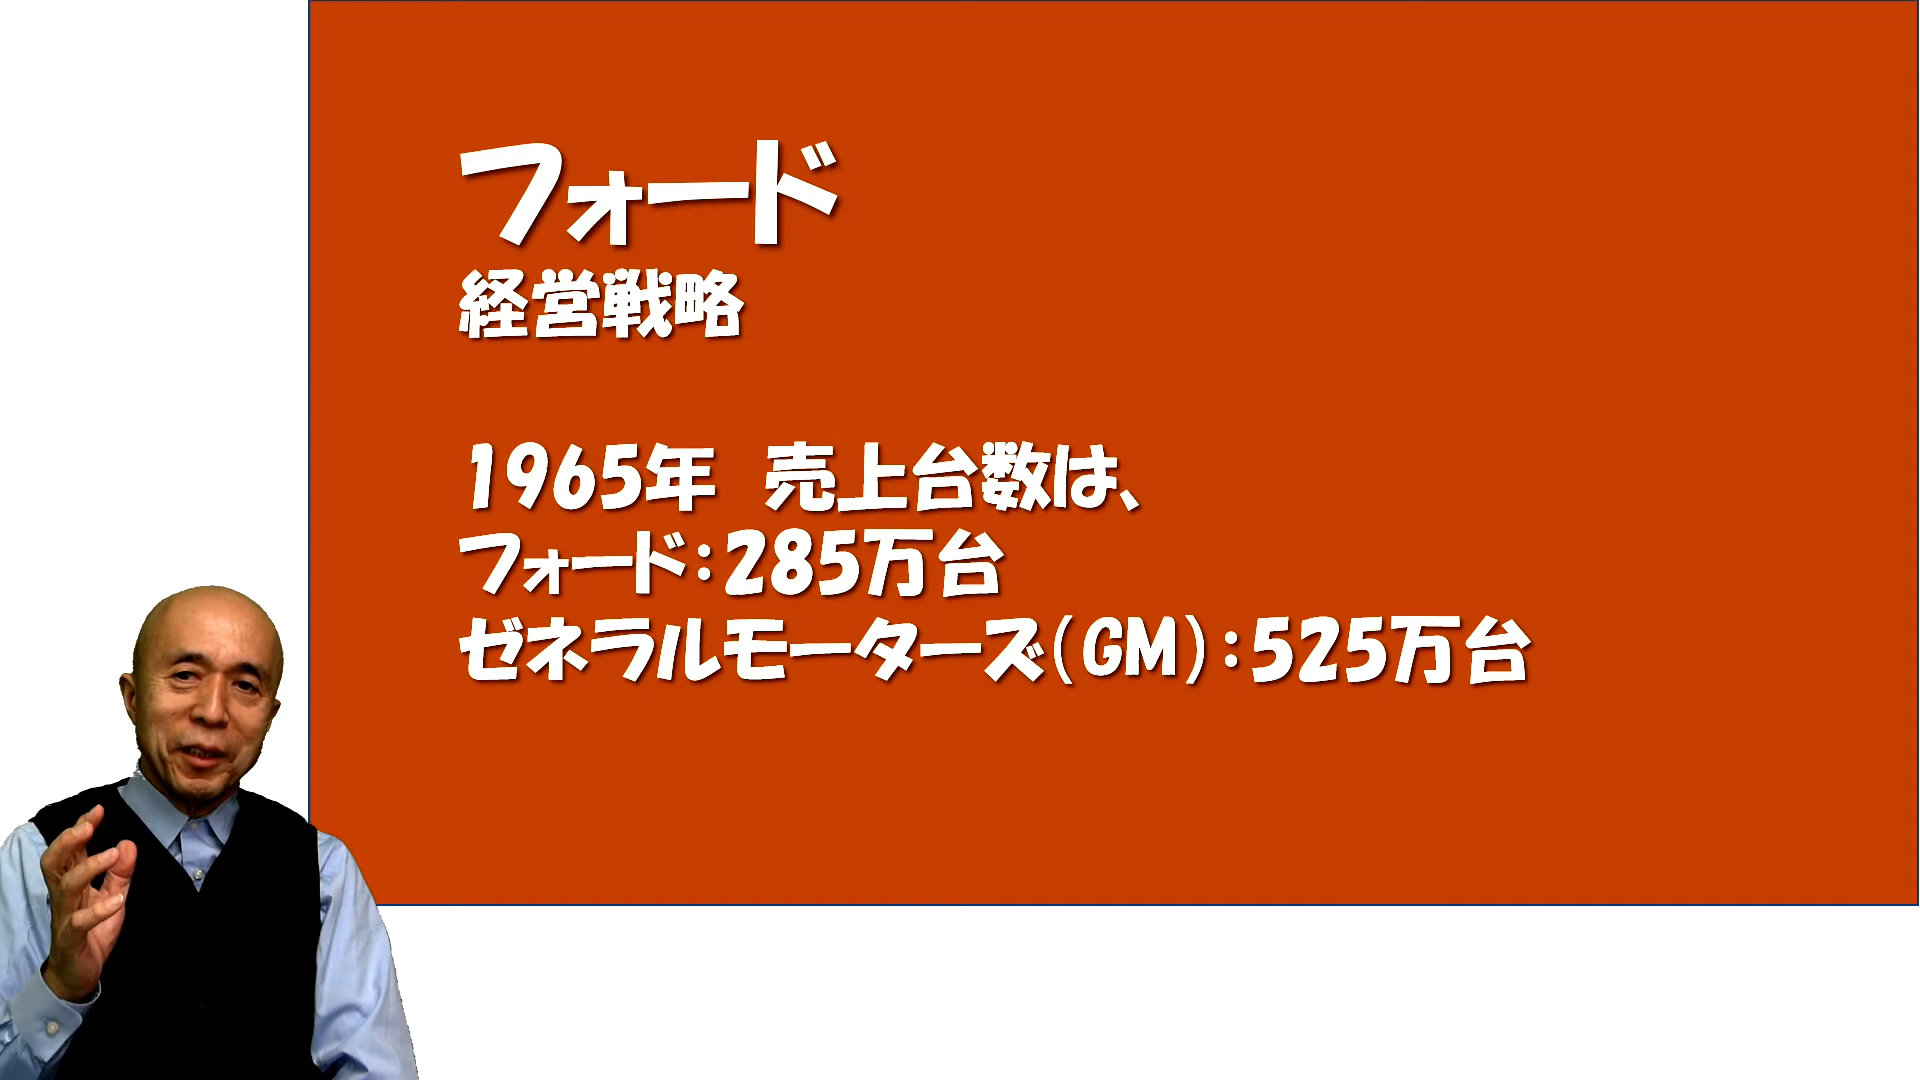 フォード
経営戦略
1965年　売上台数は、
フォード：285万台
ゼネラルモーターズ（GM）：525万台